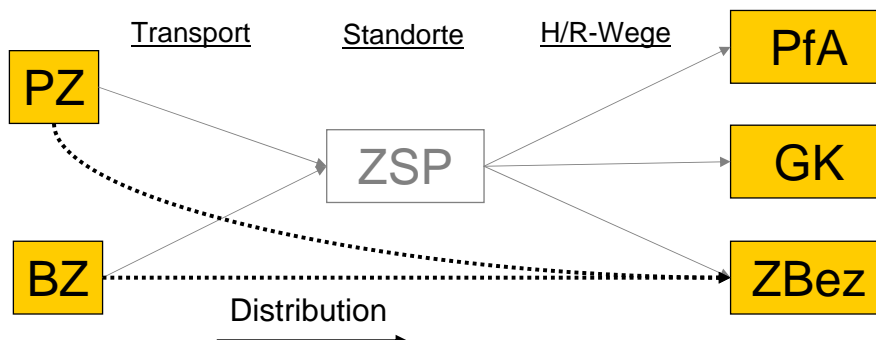 Transport
Standorte
H/R-Wege
PfA
PZ
ZSP
GK
BZ
ZBez
Distribution